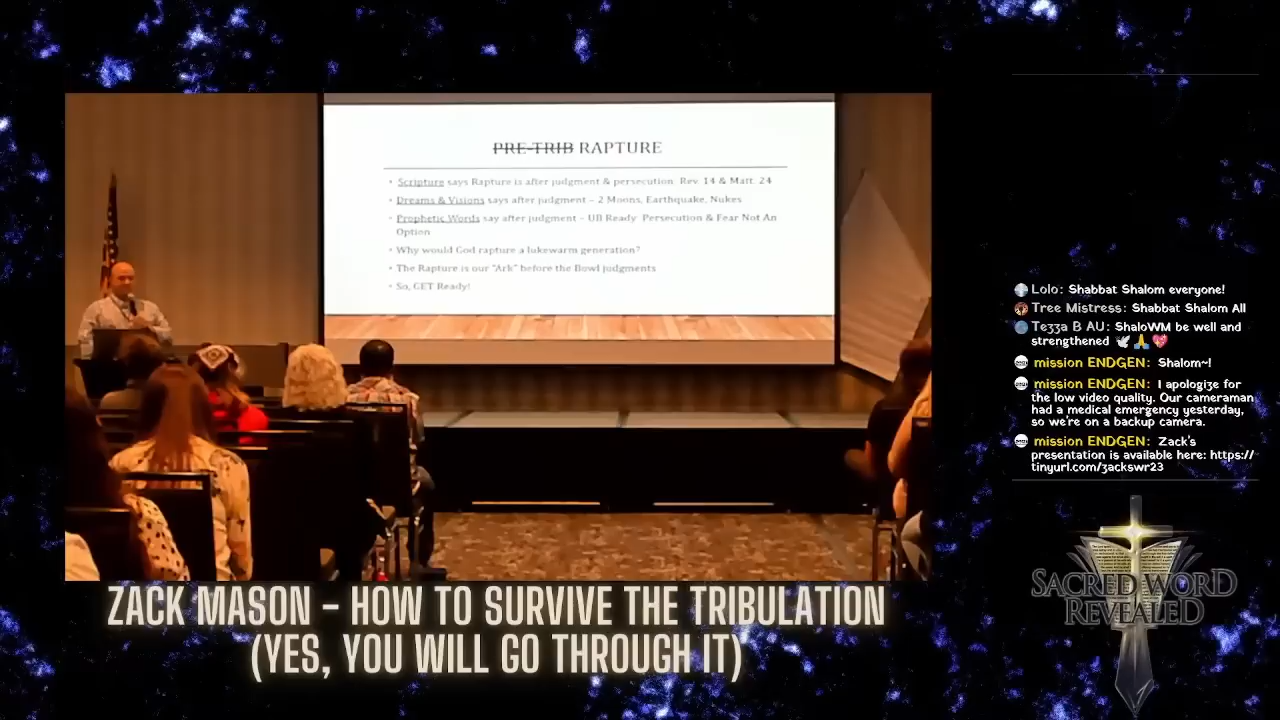 PRE-TRIB RAPTURE
• Scripture says Rapture is after judgment & persecution. Rev. 14 & Matt. 24
• Dreams & Visions says after judgment – 2 Moons, Earthquake, Nukes
• Prophetic Words say after judgment – UB Ready Persecution & Fear Not An
Option
• Why would God rapture a lukewarm generation?
• The Rapture is our "Ark" before the Bowl judgments
• So, GET Ready!
ZACK MASON - HOW TO SURVIVE THE TRIBULATION
(YES, YOU WILL GO THROUGH IT)
Lolo: Shabbat Shalom everyone!
Tree Mistress: Shabbat Shalom All
Te33a B AU: ShaloWM be well and
strengthened 🕊️🙏💖
mission ENDGEN: Shalom~!
mission ENDGEN: I apologize for
the low video quality. Our cameraman
had a medical emergency yesterday,
so we're on a backup camera.
mission ENDGEN: Zack's
presentation is available here: https://
tinyurl.com/zackswr23
SACRED WORD
REVEALED